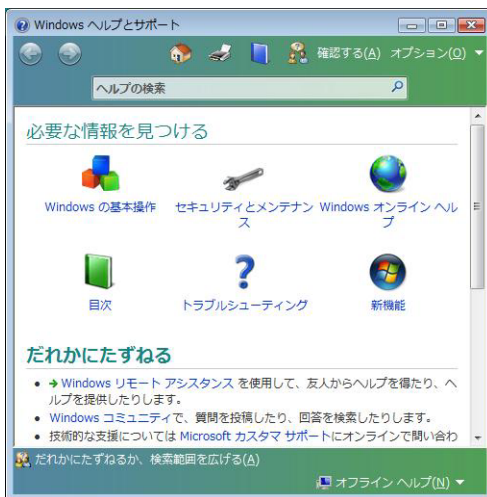 Windows ヘルプとサポート
確認する(A) オプション(O)
ヘルプの検索
必要な情報を見つける
Windows の基本操作 セキュリティとメンテナンス Windows オンライン ヘルプ
目次 トラブルシューティング 新機能
だれかにたずねる
Windows リモート アシスタンス を使用して、友人からヘルプを得たり、ヘ
ルプを提供したりします。
Windows コミュニティで、質問を投稿したり、回答を検索したりします。
技術的な支援については Microsoft カスタマ サポートにオンラインで問い合わ
だれかにたずねるか、検索範囲を広げる(A)
オフライン ヘルプ(N)